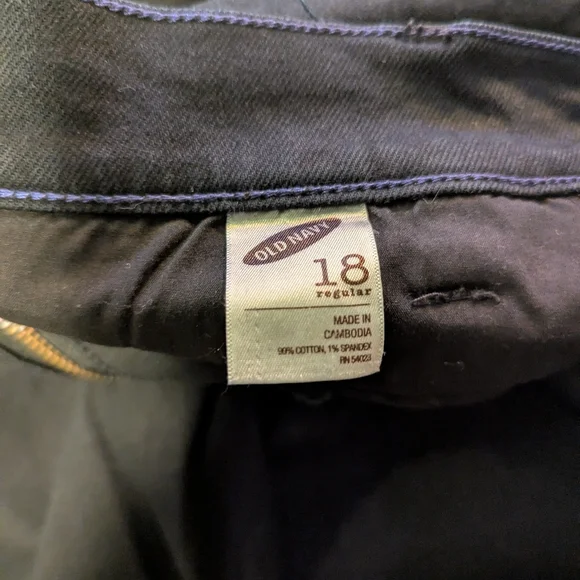 OLD NAVY
18
regular
MADE IN
CAMBODIA
99% COTTON, 1% SPANDEX
RN 54023